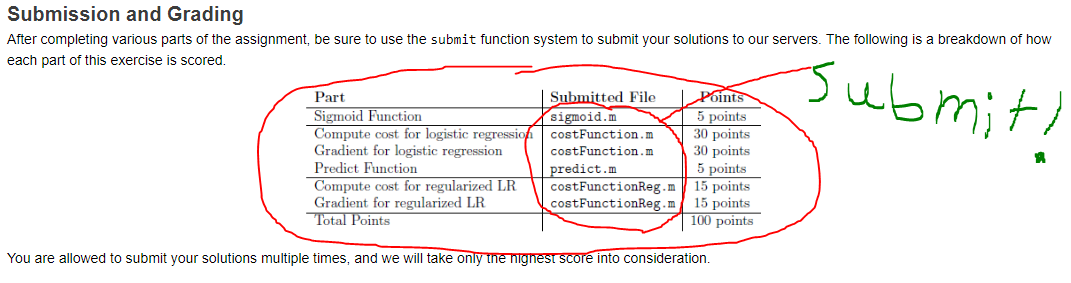 Submission and Grading
After completing various parts of the assignment, be sure to use the submit function system to submit your solutions to our servers. The following is a breakdown of how
each part of this exercise is scored.
Submit!
Part Submitted File Points
Sigmoid Function sigmoid.m 5 points
Compute cost for logistic regression costFunction.m 30 points
Gradient for logistic regression costFunction.m 30 points
Predict Function predict.m 5 points
Compute cost for regularized LR costFunctionReg.m 15 points
Gradient for regularized LR costFunctionReg.m 15 points
Total Points 100 points
You are allowed to submit your solutions multiple times, and we will take only the highest score into consideration.